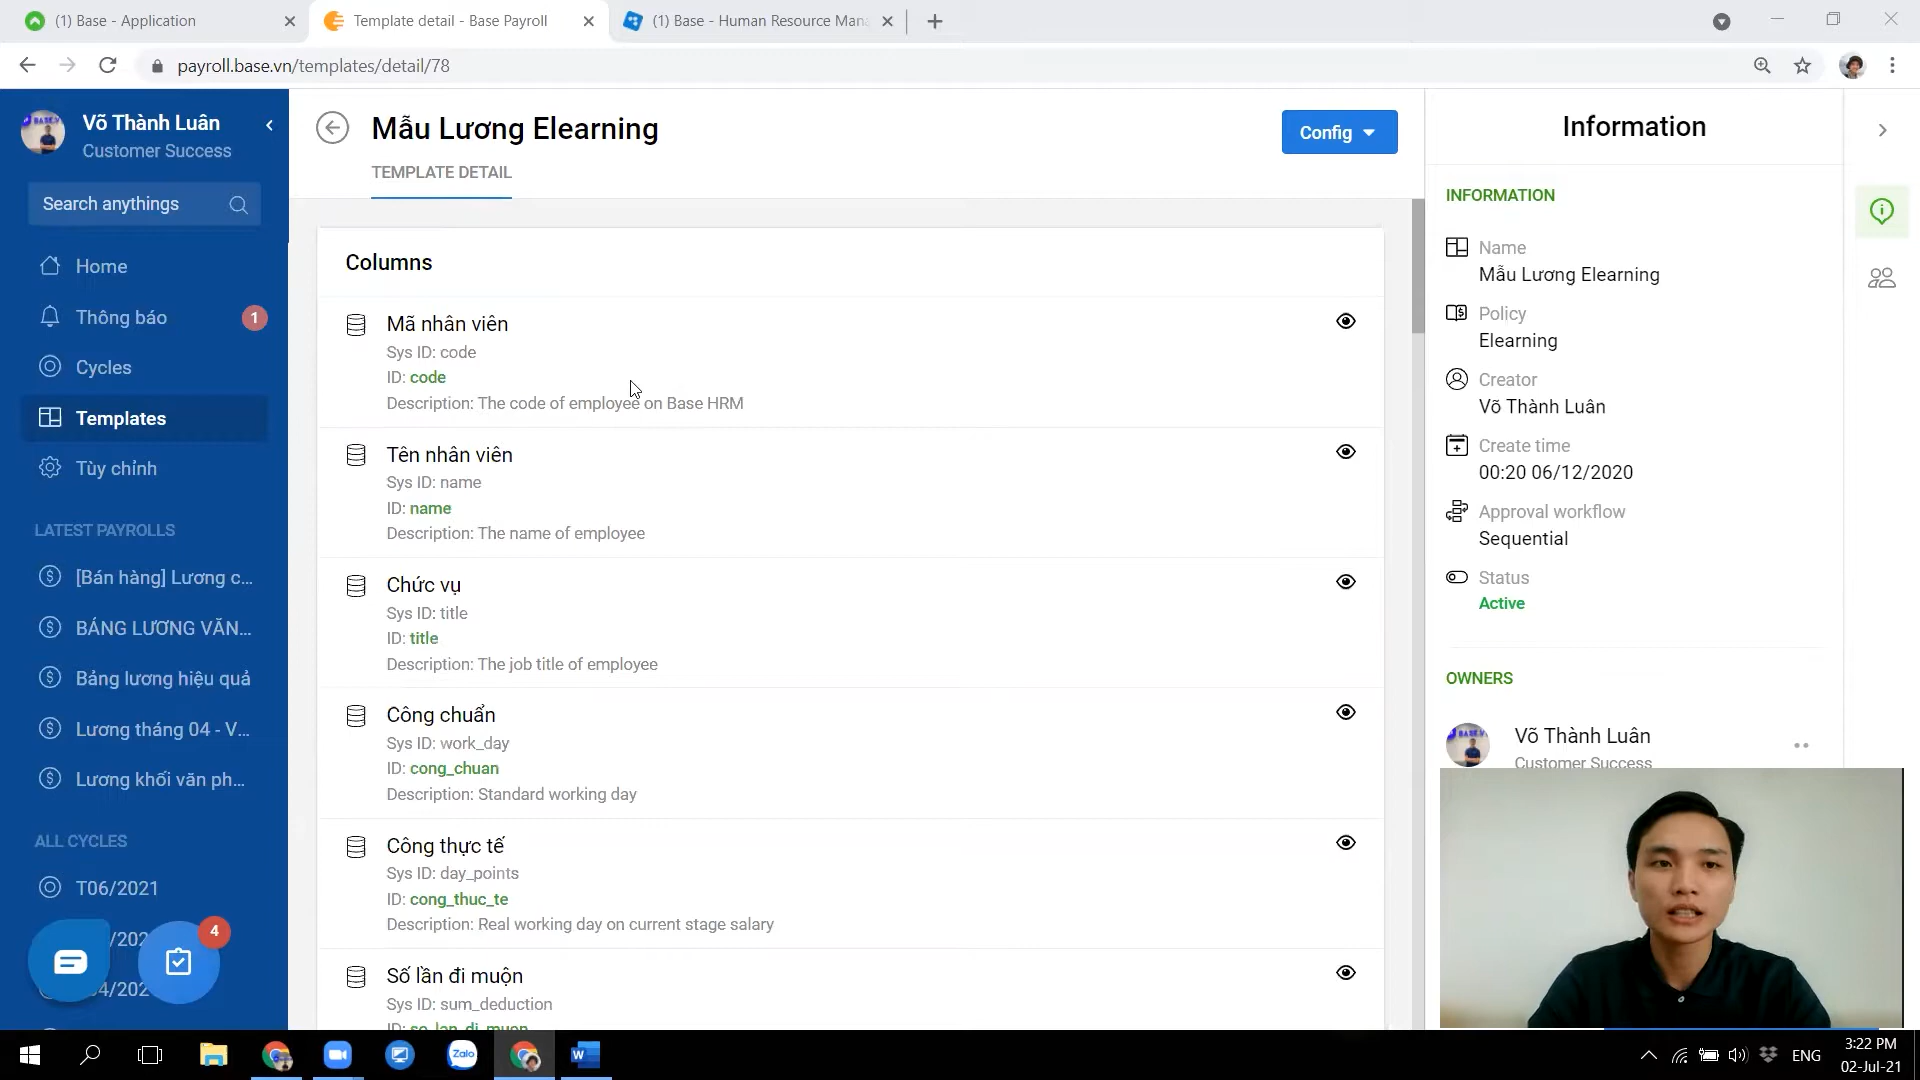 (1) Base - Application
Template detail - Base Payroll
(1) Base - Human Resource Mana
payroll.base.vn/templates/detail/78
Võ Thành Luân
Customer Success
Search anythings
Home
Thông báo
1
Cycles
Templates
Tùy chỉnh
LATEST PAYROLLS
[Bán hàng] Lương c...
BẢNG LƯƠNG VĂN...
Bảng lương hiệu quả
Lương tháng 04 - V...
Lương khối văn ph...
ALL CYCLES
T06/2021
4
Mẫu Lương Elearning
Config
TEMPLATE DETAIL
Columns
Mã nhân viên
Sys ID: code
ID: code
Description: The code of employee on Base HRM
Tên nhân viên
Sys ID: name
ID: name
Description: The name of employee
Chức vụ
Sys ID: title
ID: title
Description: The job title of employee
Công chuẩn
Sys ID: work_day
ID: cong_chuan
Description: Standard working day
Công thực tế
Sys ID: day_points
ID: cong_thuc_te
Description: Real working day on current stage salary
Số lần đi muộn
Sys ID: sum_deduction
ID: so_lan_di_muon
Information
INFORMATION
Name
Mẫu Lương Elearning
Policy
Elearning
Creator
Võ Thành Luân
Create time
00:20 06/12/2020
Approval workflow
Sequential
Status
Active
OWNERS
Võ Thành Luân
Customer Success
Zalo
ENG
3:22 PM
02-Jul-21